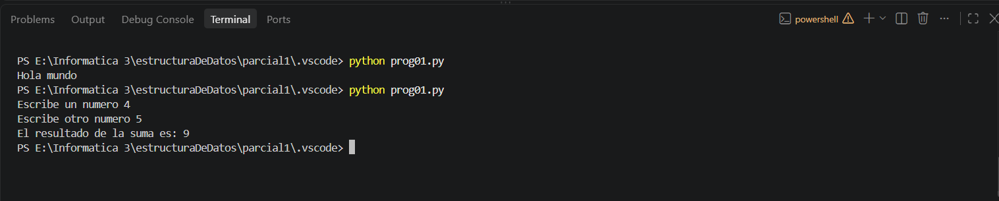 Problems Output Debug Console Terminal Ports powershell
PS E:\Informatica 3\estructuraDeDatos\parcial1\.vscode> python prog01.py
Hola mundo
PS E:\Informatica 3\estructuraDeDatos\parcial1\.vscode> python prog01.py
Escribe un numero 4
Escribe otro numero 5
El resultado de la suma es: 9
PS E:\Informatica 3\estructuraDeDatos\parcial1\.vscode>